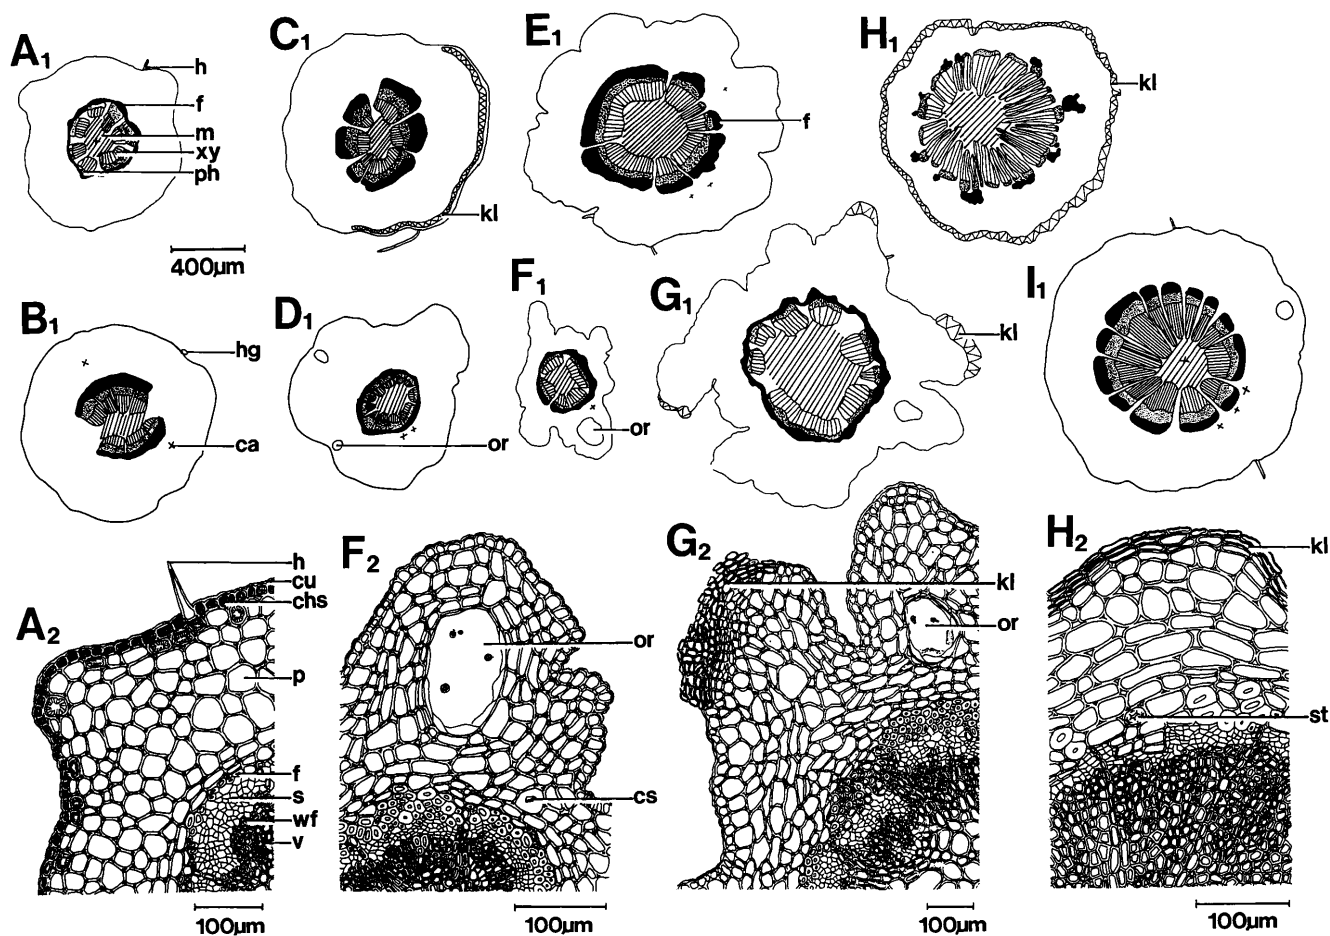 A1
h
f
m
xy
ph
400µm
C1
kl
E1
f
H1
kl
B1
hg
ca
D1
or
F1
or
G1
kl
I1
A2
h
cu
chs
p
f
s
wf
v
100µm
F2
or
cs
100µm
G2
kl
or
100µm
H2
kl
st
100µm